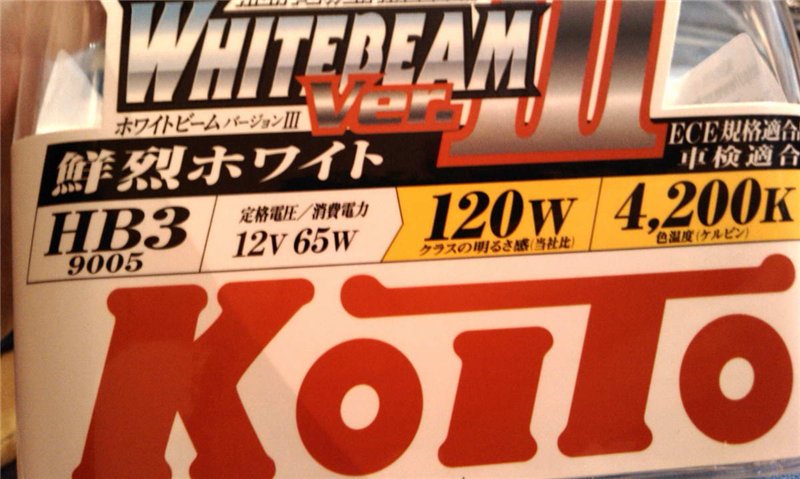 WHITEBEAM
Ver. III
ホワイトビーム バージョンIII
鮮烈ホワイト
ECE規格適合
車検適合
HB3
9005
定格電圧/消費電力
12V 65W
120W
クラスの明るさ感(当社比)
4,200K
色温度(ケルビン)
KOITO